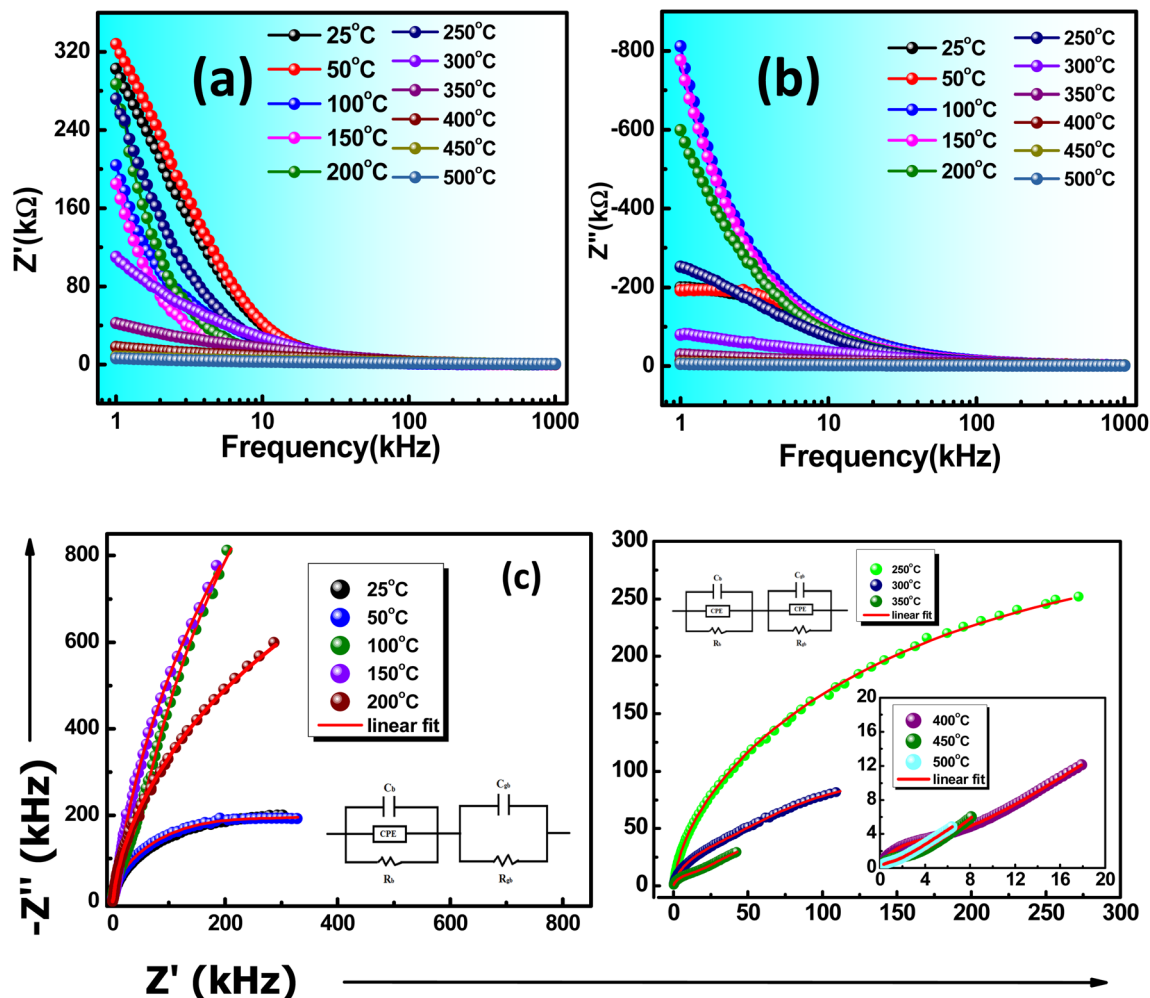 (a)
Z'(kΩ)
320
240
160
80
0
25°C
50°C
100°C
150°C
200°C
250°C
300°C
350°C
400°C
450°C
500°C
1 10 100 1000
Frequency(kHz)
(b)
Z''(kΩ)
-800
-600
-400
-200
0
25°C
50°C
100°C
150°C
200°C
250°C
300°C
350°C
400°C
450°C
500°C
1 10 100 1000
Frequency(kHz)
(c)
-Z'' (kHz)
800
600
400
200
0
25°C
50°C
100°C
150°C
200°C
linear fit
Cb
CPE
Rb
Cgb
Rgb
0 200 400 600 800
300
250
200
150
100
50
0
Cb
CPE
Rb
Cgb
CPE
Rgb
250°C
300°C
350°C
linear fit
20
16
12
8
4
0
400°C
450°C
500°C
linear fit
0 4 8 12 16 20
0 50 100 150 200 250 300
Z' (kHz)